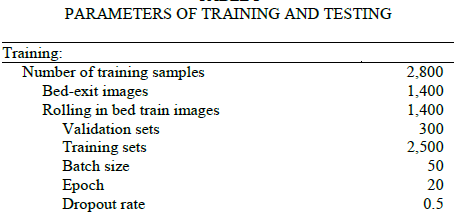 PARAMETERS OF TRAINING AND TESTING
Training:
Number of training samples 2,800
Bed-exit images 1,400
Rolling in bed train images 1,400
Validation sets 300
Training sets 2,500
Batch size 50
Epoch 20
Dropout rate 0.5